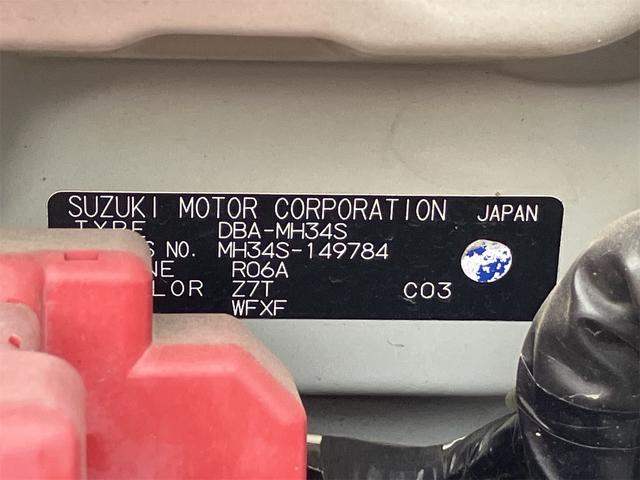 SUZUKI MOTOR CORPORATION JAPAN
TYPE DBA-MH34S
S NO. MH34S-149784
NE R06A
LOR Z7T C03
WFXF